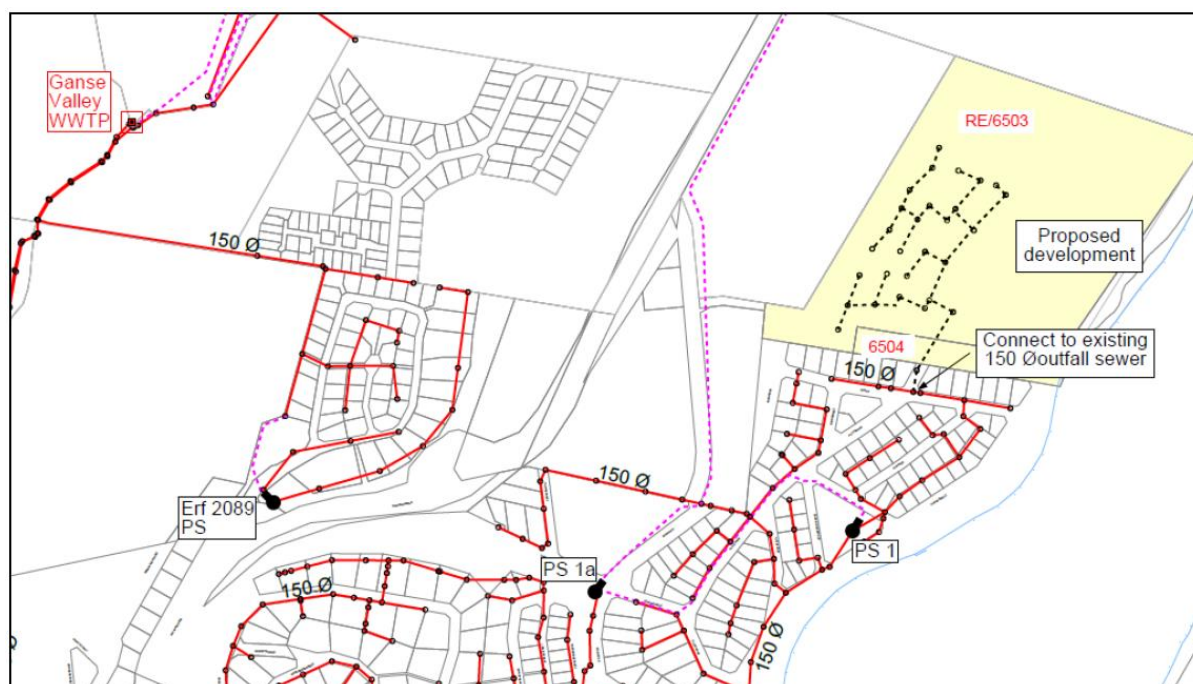 Ganse
Valley
WWTP
RE/6503
150 Ø
Proposed
development
6504
Connect to existing
150 Øoutfall sewer
150 Ø
150 Ø
Erf 2089
PS
PS 1a
PS 1
150 Ø
150 Ø
Ø